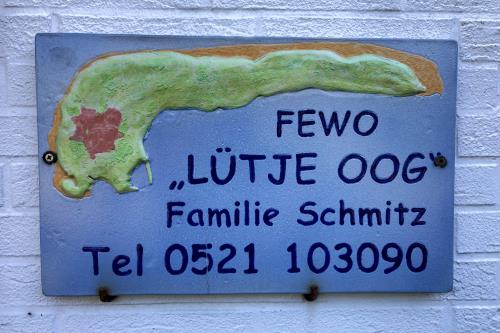 FEWO
„LÜTJE OOG“
Familie Schmitz
Tel 0521 103090